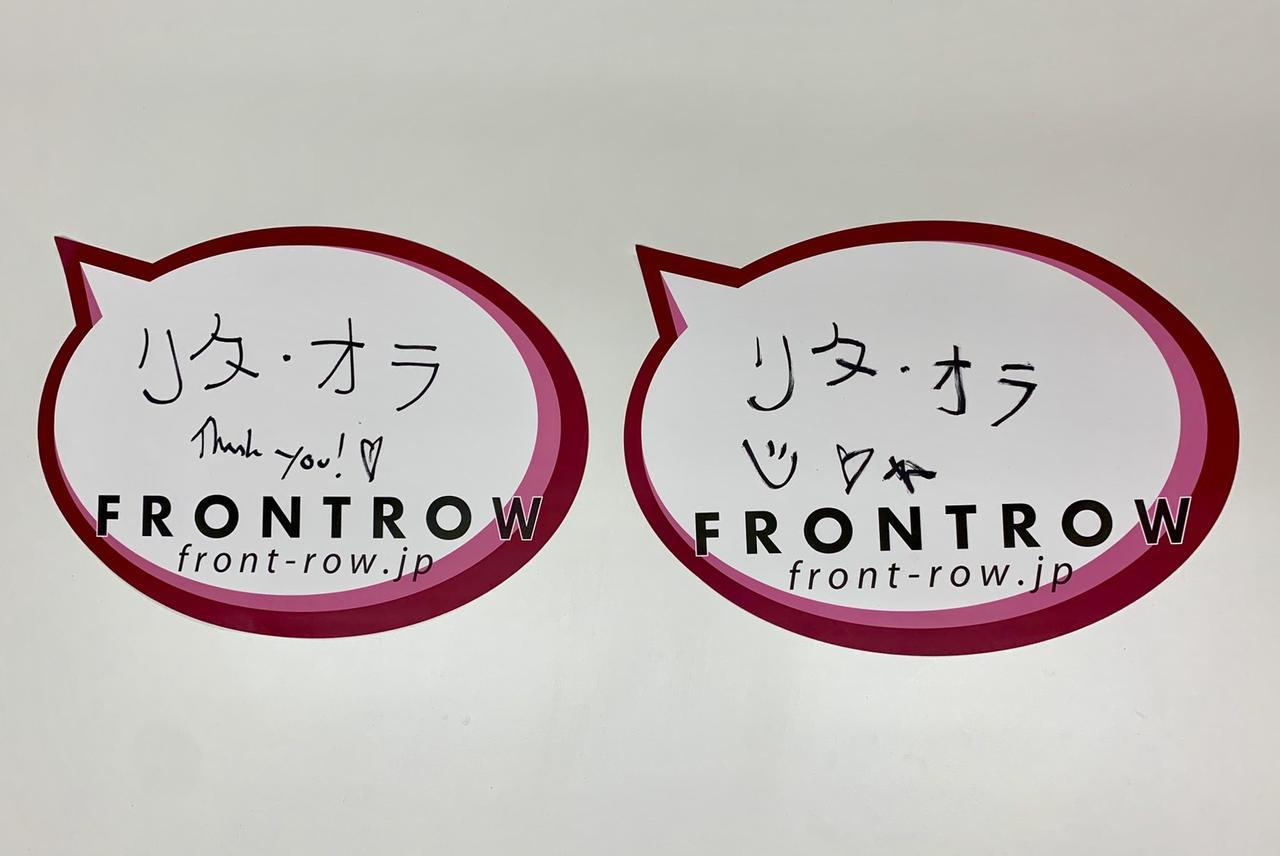 リタ・オラ
Thank you!
FRONTROW
front-row.jp
リタ・オラ
FRONTROW
front-row.jp